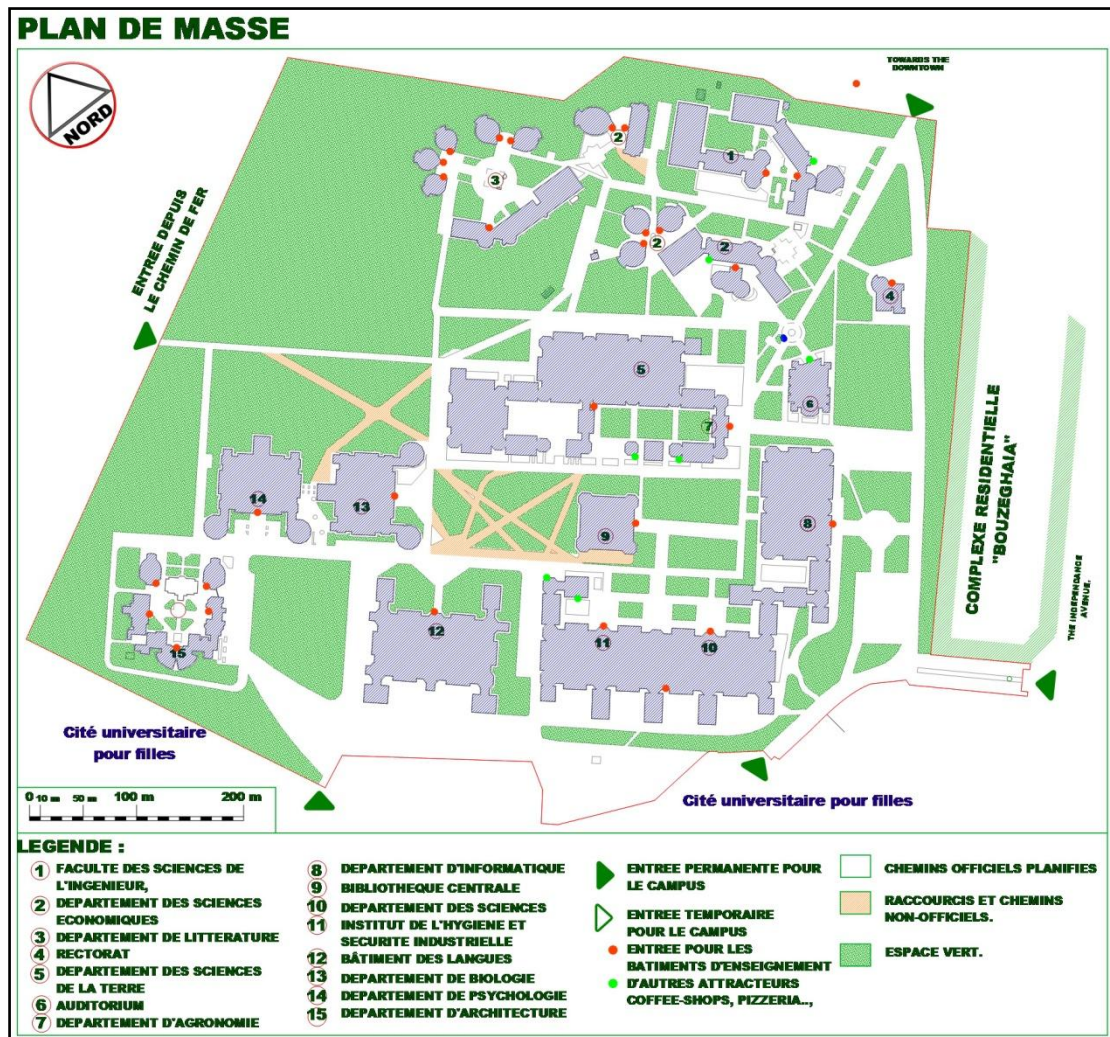 PLAN DE MASSE
NORD
TOWARDS THE
DOWNTOWN
ENTREE DEPUIS
LE CHEMIN DE FER
1
2
3
2
2
4
5
6
7
8
9
10
11
12
13
14
15
COMPLEXE RESIDENTIELLE
"BOUZEGHAIA"
THE INDEPENDANCE
AVENUE.
Cité universitaire
pour filles
Cité universitaire pour filles
0 10 m 50 m 100 m 200 m
LEGENDE :
1 FACULTE DES SCIENCES DE
L'INGENIEUR,
2 DEPARTMENT DES SCIENCES
ECONOMIQUES
3 DEPARTMENT DE LITTERATURE
4 RECTORAT
5 DEPARTMENT DES SCIENCES
DE LA TERRE
6 AUDITORIUM
7 DEPARTEMENT D'AGRONOMIE
8 DEPARTEMENT D'INFORMATIQUE
9 BIBLIOTHEQUE CENTRALE
10 DEPARTMENT DES SCIENCES
11 INSTITUT DE L'HYGIENE ET
SECURITE INDUSTRIELLE
12 BÂTIMENT DES LANGUES
13 DEPARTEMENT DE BIOLOGIE
14 DEPARTMENT DE PSYCHOLOGIE
15 DEPARTMENT D'ARCHITECTURE
ENTREE PERMANENTE POUR
LE CAMPUS
ENTREE TEMPORAIRE
POUR LE CAMPUS
ENTREE POUR LES
BATIMENTS D'ENSEIGNEMENT
D'AUTRES ATTRACTEURS
COFFEE-SHOPS, PIZZERIA..,
CHEMINS OFFICIELS PLANIFIES
RACCOURCIS ET CHEMINS
NON-OFFICIELS.
ESPACE VERT.